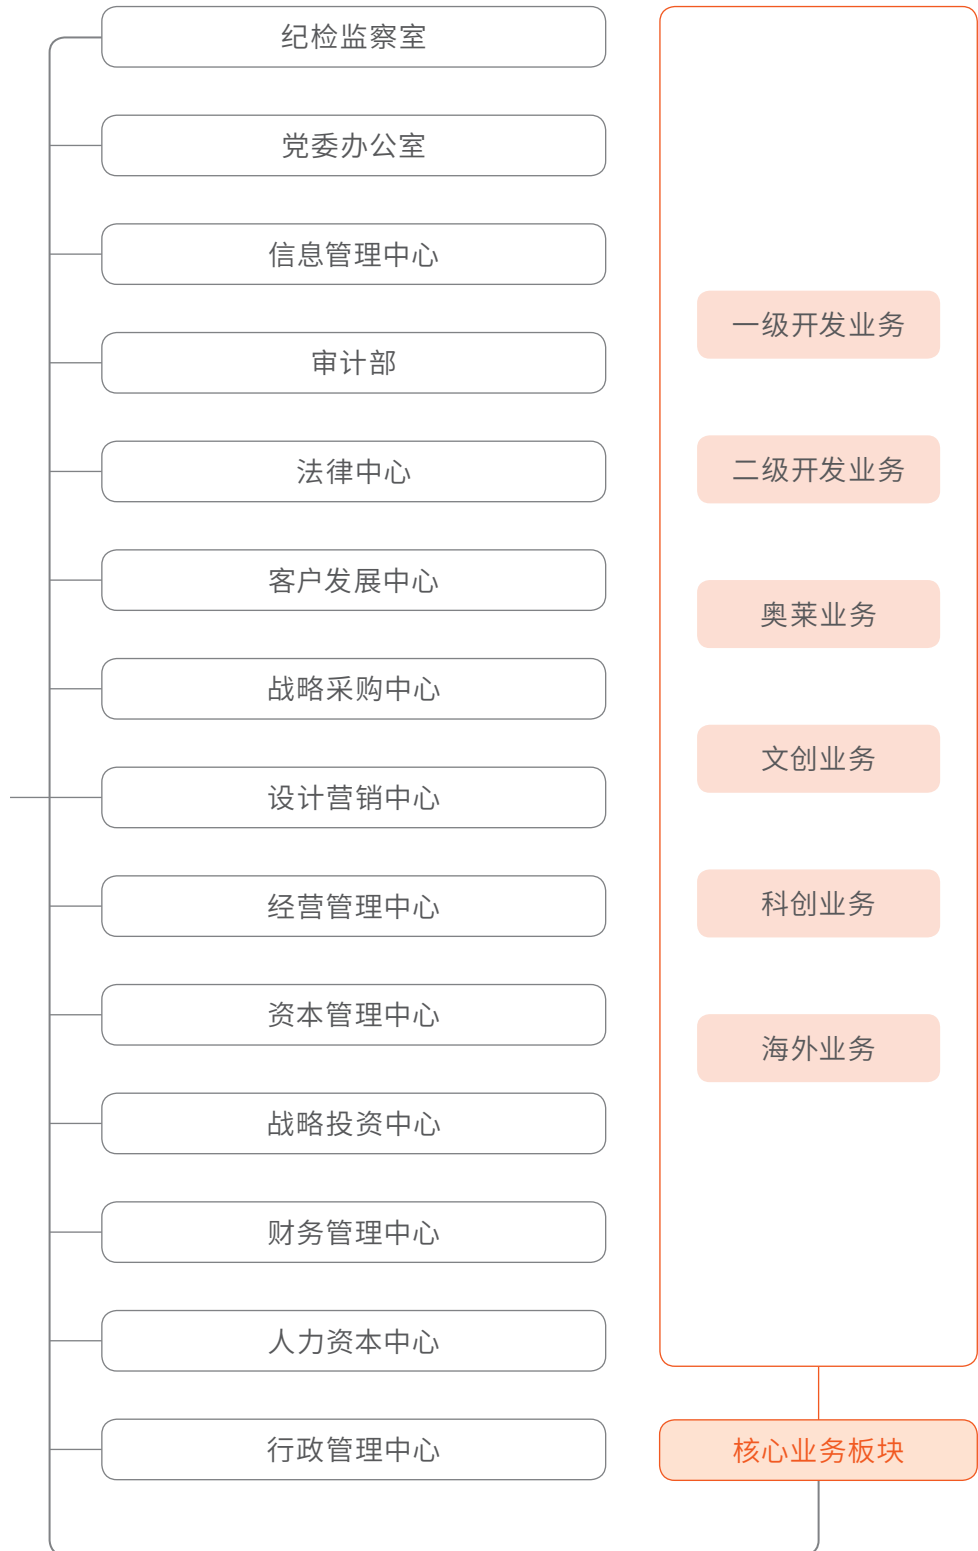 纪检监察室
党委办公室
信息管理中心
审计部
法律中心
客户发展中心
战略采购中心
设计营销中心
经营管理中心
资本管理中心
战略投资中心
财务管理中心
人力资本中心
行政管理中心
一级开发业务
二级开发业务
奥莱业务
文创业务
科创业务
海外业务
核心业务板块